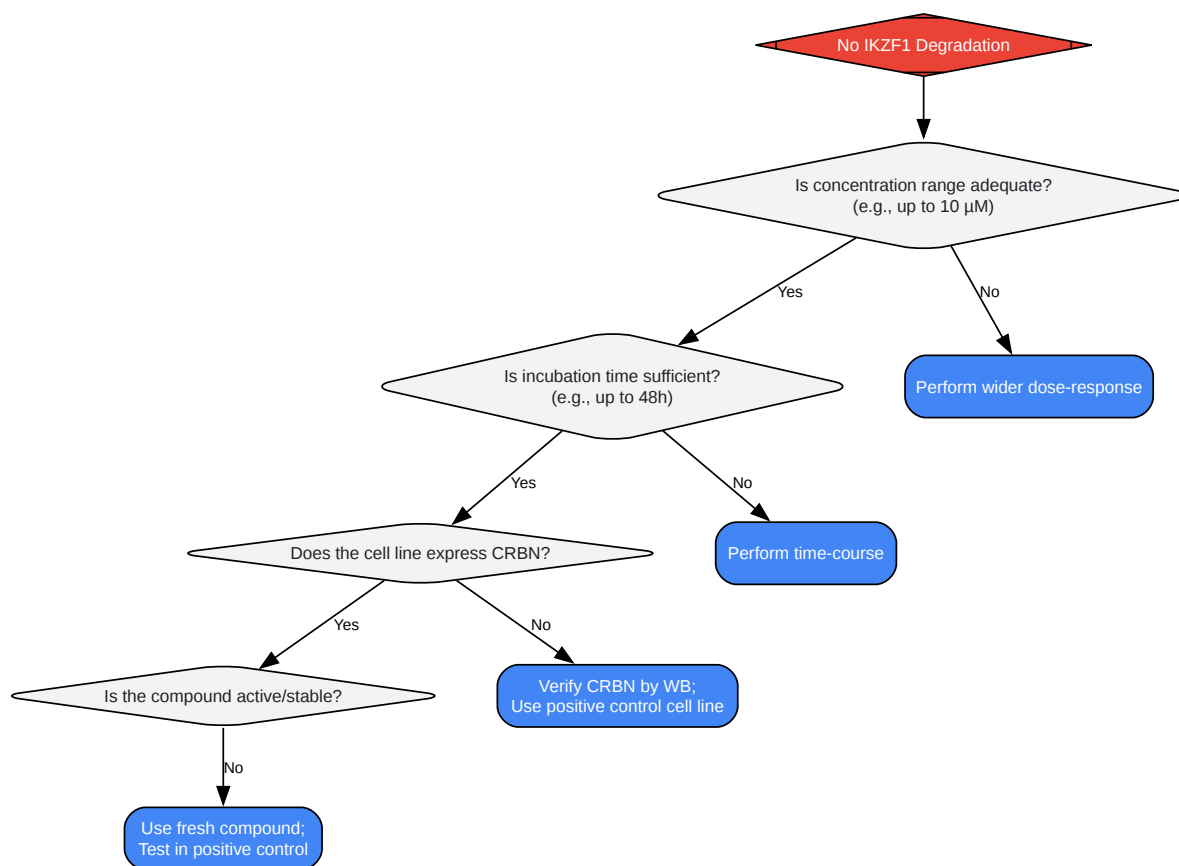 No IKZF1 Degradation
Is concentration range adequate?
(e.g., up to 10 µM)
Yes
No
Is incubation time sufficient?
(e.g., up to 48h)
Perform wider dose-response
Yes
No
Does the cell line express CRBN?
Perform time-course
Yes
No
Is the compound active/stable?
Verify CRBN by WB;
Use positive control cell line
No
Use fresh compound;
Test in positive control